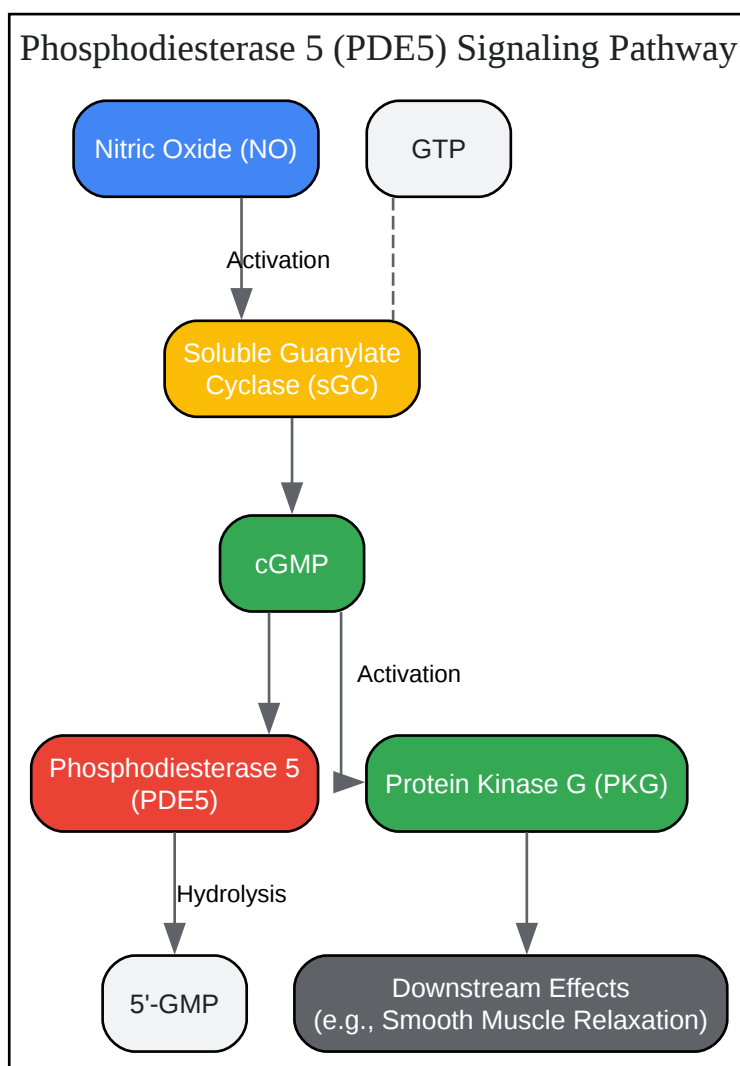 Phosphodiesterase 5 (PDE5) Signaling Pathway
Nitric Oxide (NO)
GTP
Activation
Soluble Guanylate
Cyclase (sGC)
cGMP
Activation
Phosphodiesterase 5
(PDE5)
Protein Kinase G (PKG)
Hydrolysis
5'-GMP
Downstream Effects
(e.g., Smooth Muscle Relaxation)